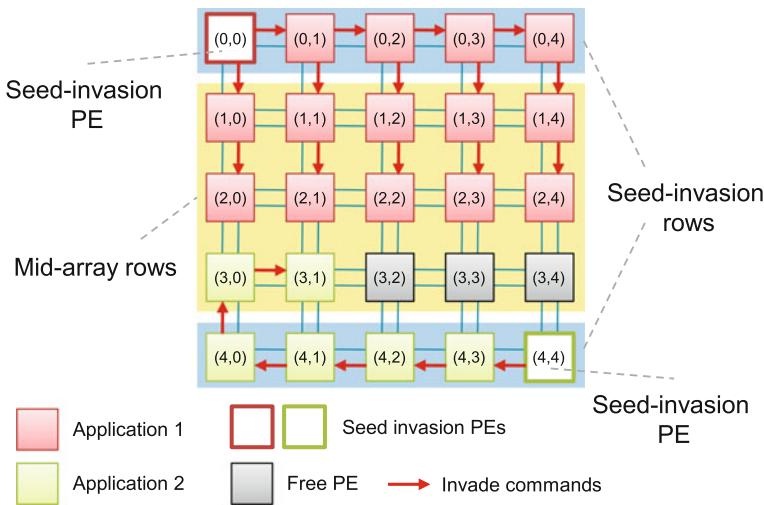 (0,0) (0,1) (0,2) (0,3) (0,4)
Seed-invasion
PE
(1,0) (1,1) (1,2) (1,3) (1,4)
(2,0) (2,1) (2,2) (2,3) (2,4)
Seed-invasion
rows
Mid-array rows
(3,0) (3,1) (3,2) (3,3) (3,4)
(4,0) (4,1) (4,2) (4,3) (4,4)
Seed-invasion
PE
Application 1
Seed invasion PEs
Application 2
Free PE
Invade commands